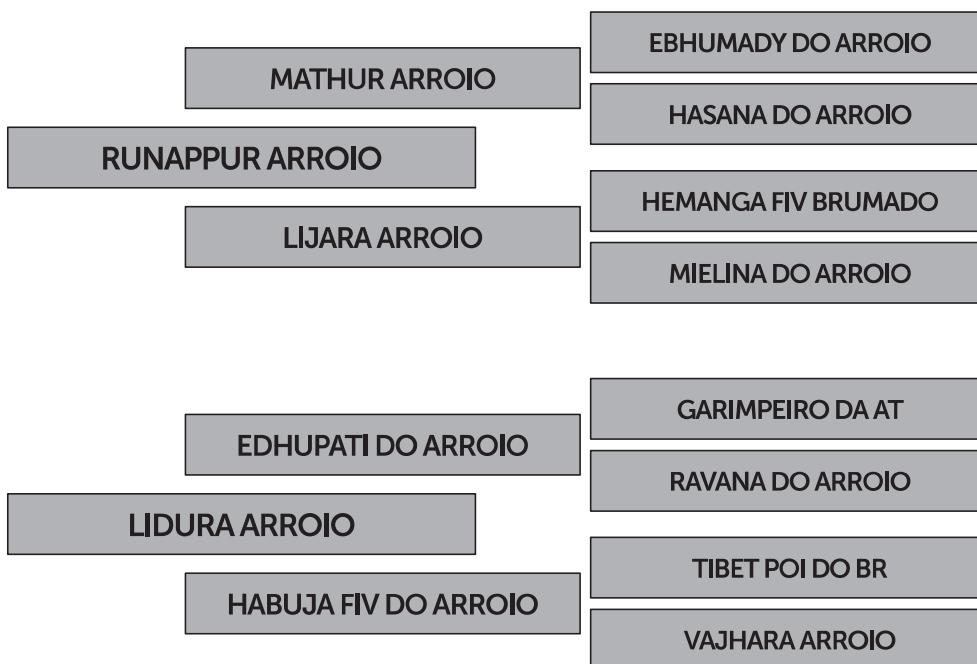 EBHUMADY DO ARROIO
MATHUR ARROIO
HASANA DO ARROIO
RUNAPPUR ARROIO
HEMANGA FIV BRUMADO
LIJARA ARROIO
MIELINA DO ARROIO
GARIMPEIRO DA AT
EDHUPATI DO ARROIO
RAVANA DO ARROIO
LIDURA ARROIO
TIBET POI DO BR
HABUJA FIV DO ARROIO
VAJHARA ARROIO